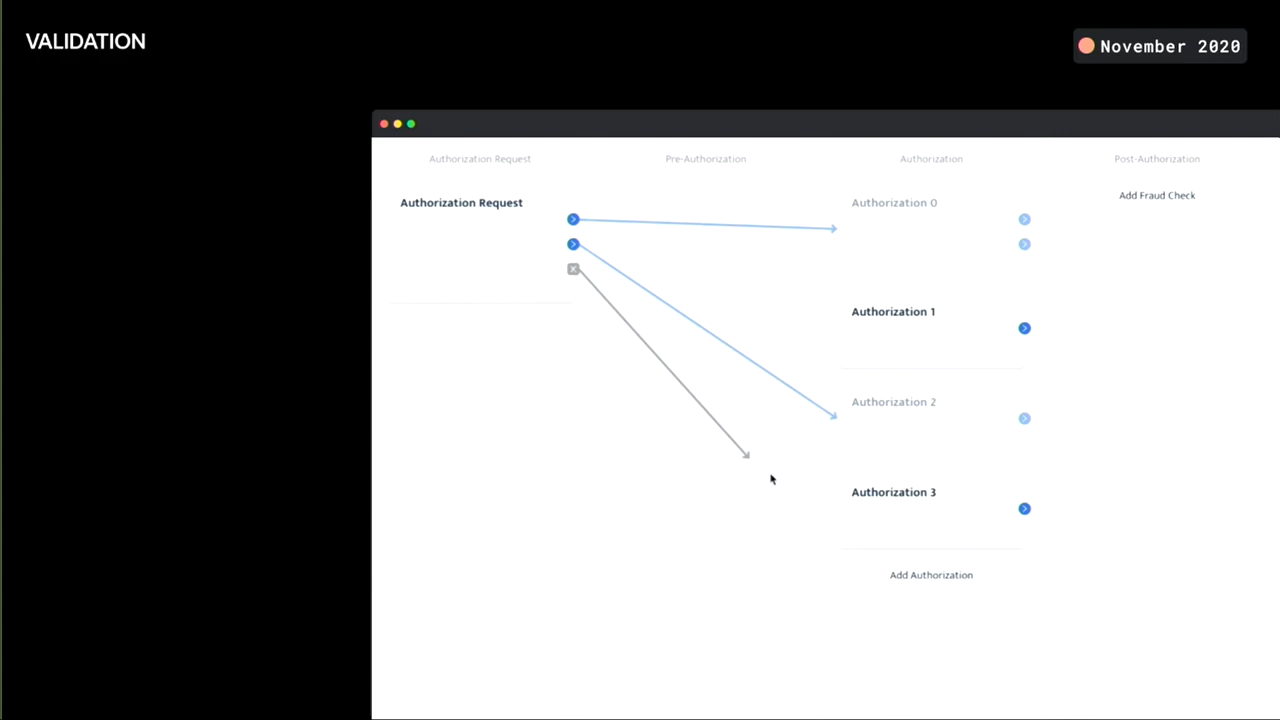 VALIDATION
November 2020
Authorization Request
Pre-Authorization
Authorization
Post-Authorization
Authorization Request
Authorization 0
Add Fraud Check
Authorization 1
Authorization 2
Authorization 3
Add Authorization